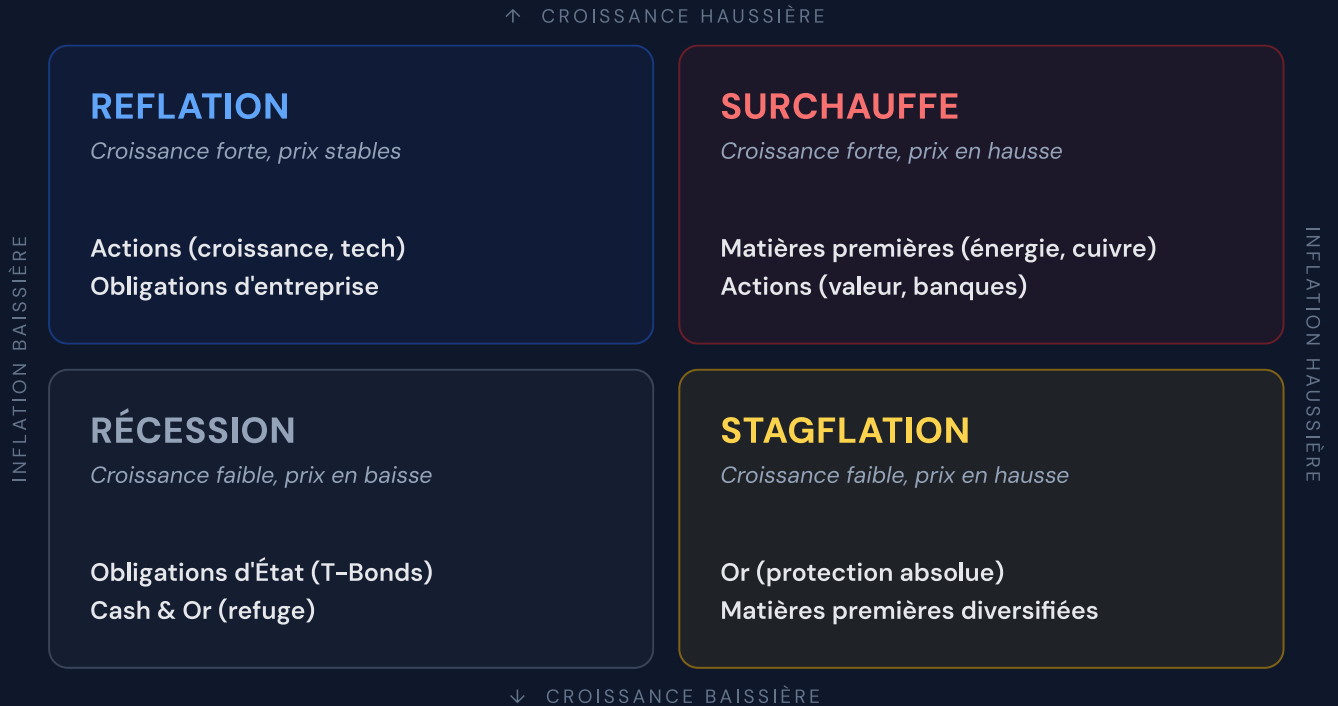 ↑ CROISSANCE HAUSSIÈRE
INFLATION BAISSIÈRE
REFLATION
Croissance forte, prix stables
Actions (croissance, tech)
Obligations d'entreprise
SURCHAUFFE
Croissance forte, prix en hausse
Matières premières (énergie, cuivre)
Actions (valeur, banques)
INFLATION HAUSSIÈRE
RÉCESSION
Croissance faible, prix en baisse
Obligations d'État (T-Bonds)
Cash & Or (refuge)
STAGFLATION
Croissance faible, prix en hausse
Or (protection absolue)
Matières premières diversifiées
↓ CROISSANCE BAISSIÈRE